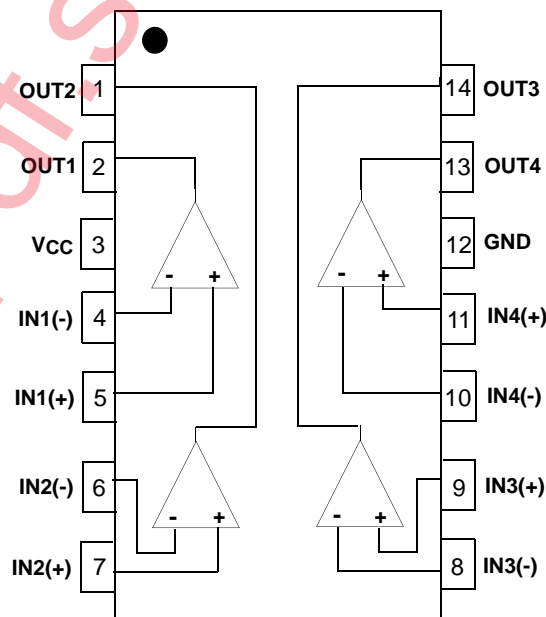 OUT2 1 14 OUT3
OUT1 2 13 OUT4
VCC 3 12 GND
- + - +
IN1(-) 4 11 IN4(+)
IN1(+) 5 10 IN4(-)
IN2(-) 6 9 IN3(+)
- + - +
IN2(+) 7 8 IN3(-)
df.s